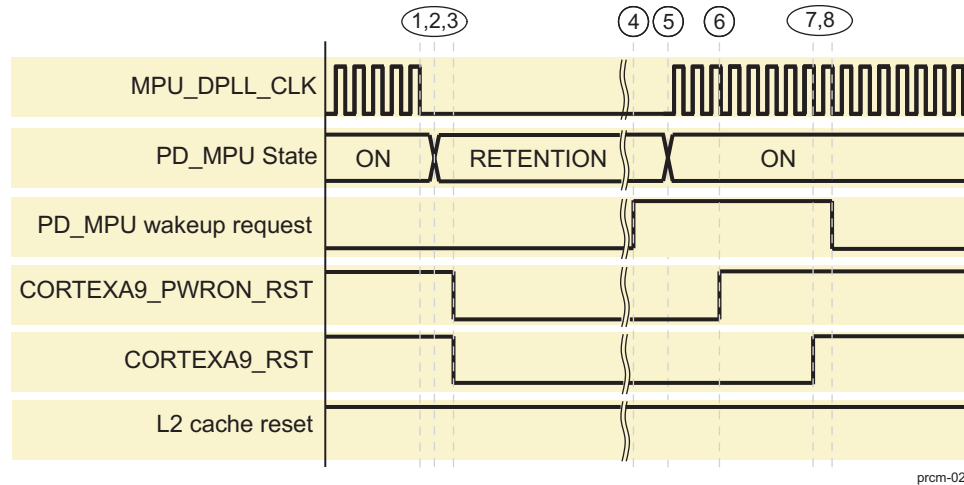 1,2,3 4 5 6 7,8
MPU_DPLL_CLK
PD_MPU State ON RETENTION ON
PD_MPU wakeup request
CORTEXA9_PWRON_RST
CORTEXA9_RST
L2 cache reset
prcm-02